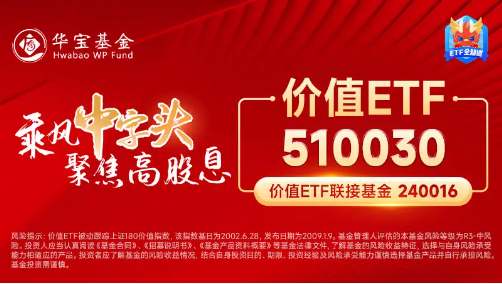 华宝基金
Hwabao WP Fund
ETF全球通
乘风中字头
聚焦高股息
价值ETF
510030
价值ETF联接基金 240016
风险提示：价值ETF被动跟踪上证180价值指数，该指数基日为2002.6.28，发布日期为2009.1.9。基金管理人评估的本基金风险等级为R3-中风
险。投资人应当认真阅读《基金合同》、《招募说明书》、《基金产品资料概要》等基金法律文件，了解基金的风险收益特征，选择与自身风险承受
能力相适应的产品。投资者应了解基金的风险收益情况，结合自身投资目的、期限、投资经验及风险承受能力谨慎选择基金产品并自行承担风险。
基金投资需谨慎。